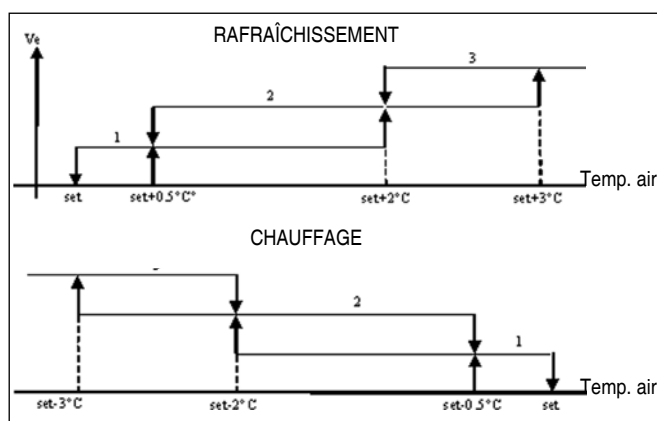 RAFRAÎCHISSEMENT
Ve
3
2
1
Temp. air
set set+0.5°C° set+2°C set+3°C
CHAUFFAGE
2
1
Temp. air
set-3°C set-2°C set-0.5°C set